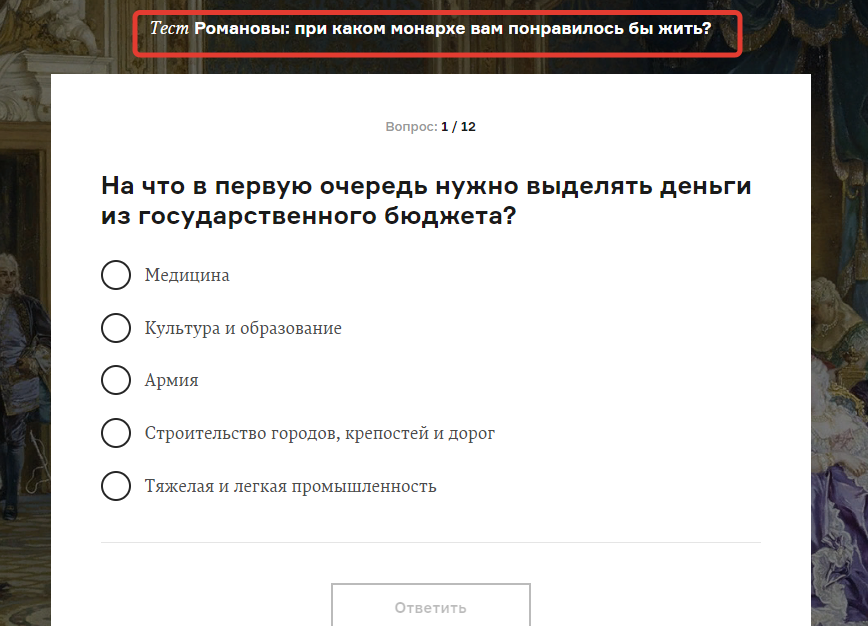 Тест Романовы: при каком монархе вам понравилось бы жить?
Вопрос: 1 / 12
На что в первую очередь нужно выделять деньги
из государственного бюджета?
Медицина
Культура и образование
Армия
Строительство городов, крепостей и дорог
Тяжелая и легкая промышленность
Ответить